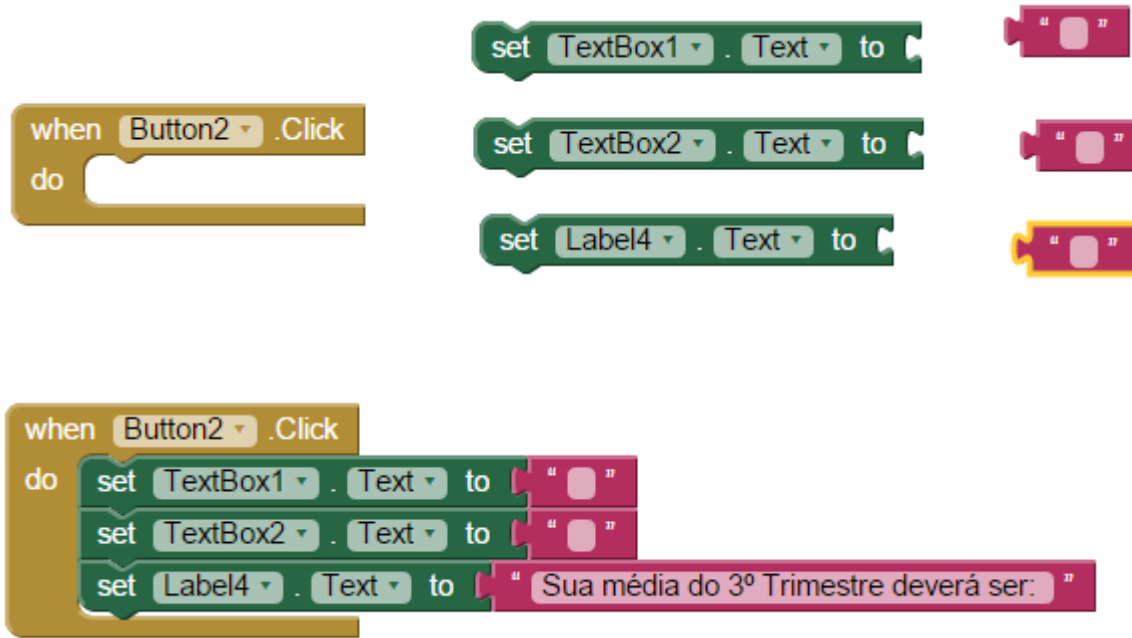 set TextBox1 . Text to
“ ”
when Button2 .Click
do
set TextBox2 . Text to
“ ”
set Label4 . Text to
“ ”
when Button2 .Click
do set TextBox1 . Text to “ ”
set TextBox2 . Text to “ ”
set Label4 . Text to “ Sua média do 3º Trimestre deverá ser: ”